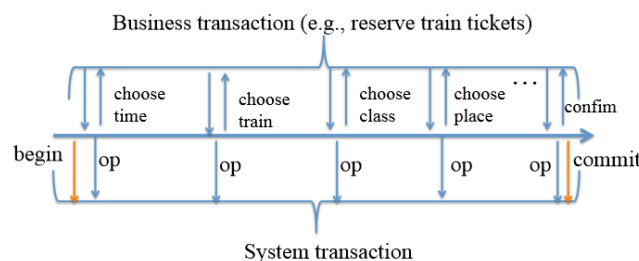 Business transaction (e.g., reserve train tickets)
choose
time
choose
train
choose
class
choose
place
...
confim
begin
op
op
op
op
op
commit
System transaction